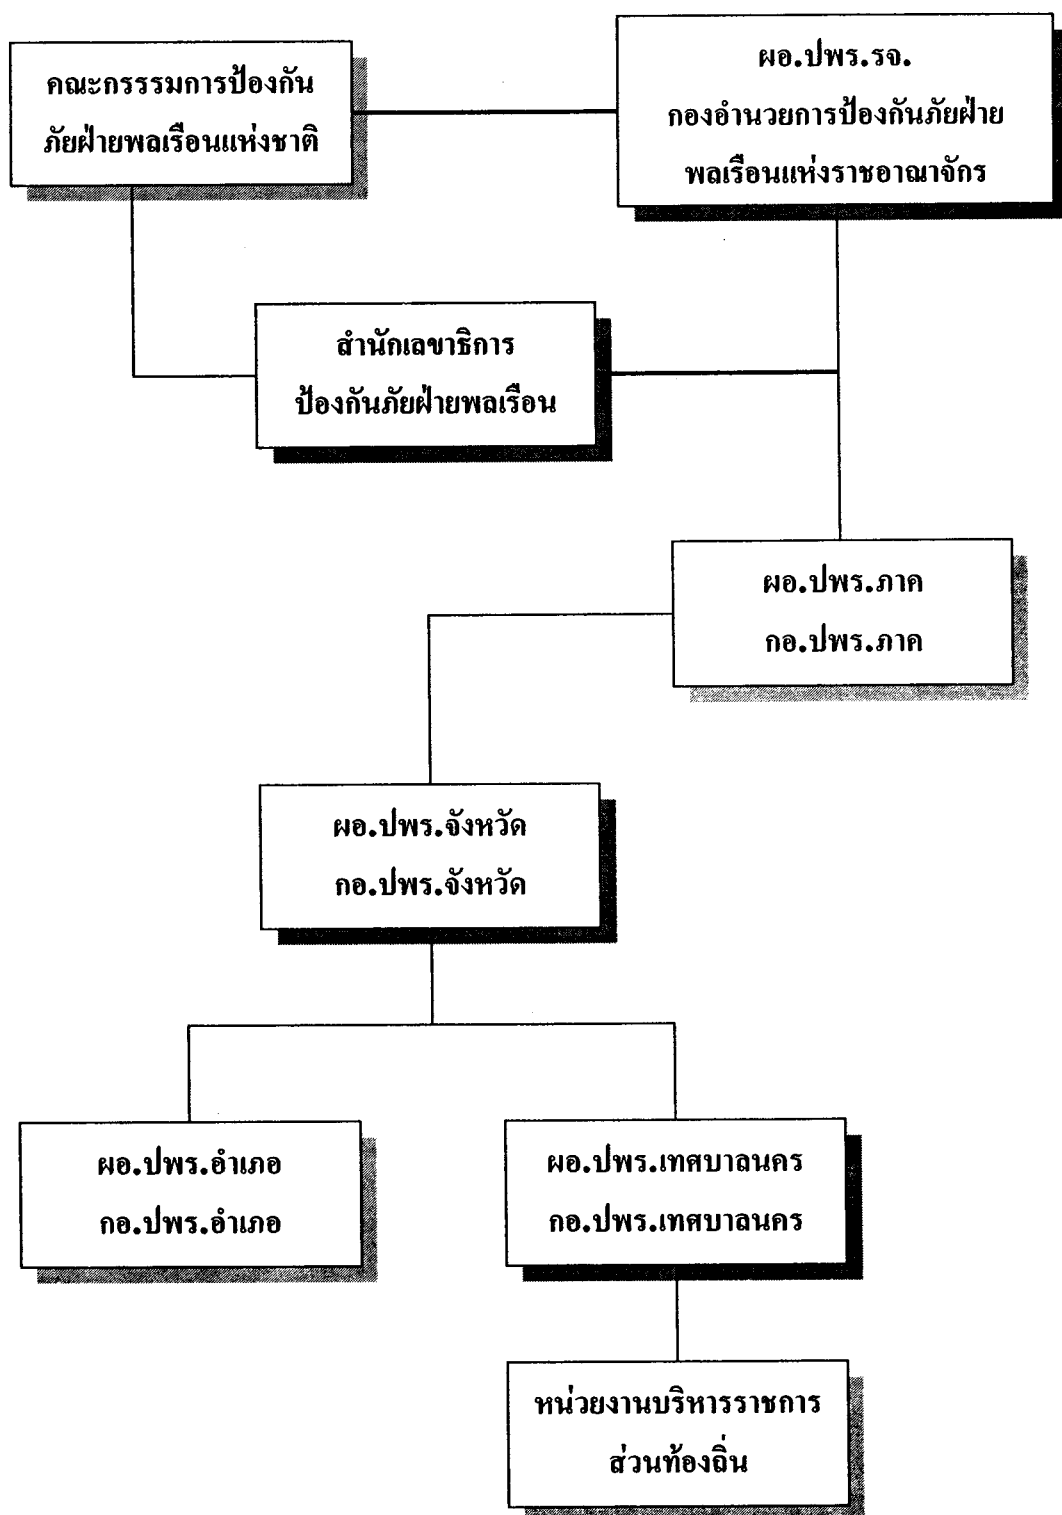 คณะกรรรมการป้องกัน
ภัยฝ่ายพลเรือนแห่งชาติ
ผอ.ปพร.รจ.
กองอำนวยการป้องกันภัยฝ่าย
พลเรือนแห่งราชอาณาจักร
สำนักเลขาธิการ
ป้องกันภัยฝ่ายพลเรือน
ผอ.ปพร.ภาค
กอ.ปพร.ภาค
ผอ.ปพร.จังหวัด
กอ.ปพร.จังหวัด
ผอ.ปพร.อำเภอ
กอ.ปพร.อำเภอ
ผอ.ปพร.เทศบาลนคร
กอ.ปพร.เทศบาลนคร
หน่วยงานบริหารราชการ
ส่วนท้องถิ่น